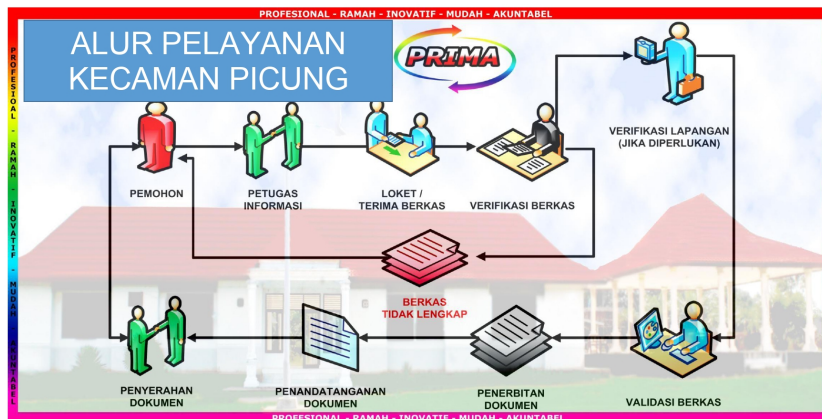 PROFESIONAL - RAMAH - INOVATIF - MUDAH - AKUNTABEL
ALUR PELAYANAN
KECAMAN PICUNG
PRIMA
PROFESIOAL - RAMAH - INOVATIF - MUDAH - AKUNTABEL
PEMOHON
PETUGAS
INFORMASI
LOKET /
TERIMA BERKAS
VERIFIKASI BERKAS
VERIFIKASI LAPANGAN
(JIKA DIPERLUKAN)
BERKAS
TIDAK LENGKAP
PENYERAHAN
DOKUMEN
PENANDATANGANAN
DOKUMEN
PENERBITAN
DOKUMEN
VALIDASI BERKAS
PROFESIONAL - RAMAH - INOVATIF - MUDAH - AKUNTABEL